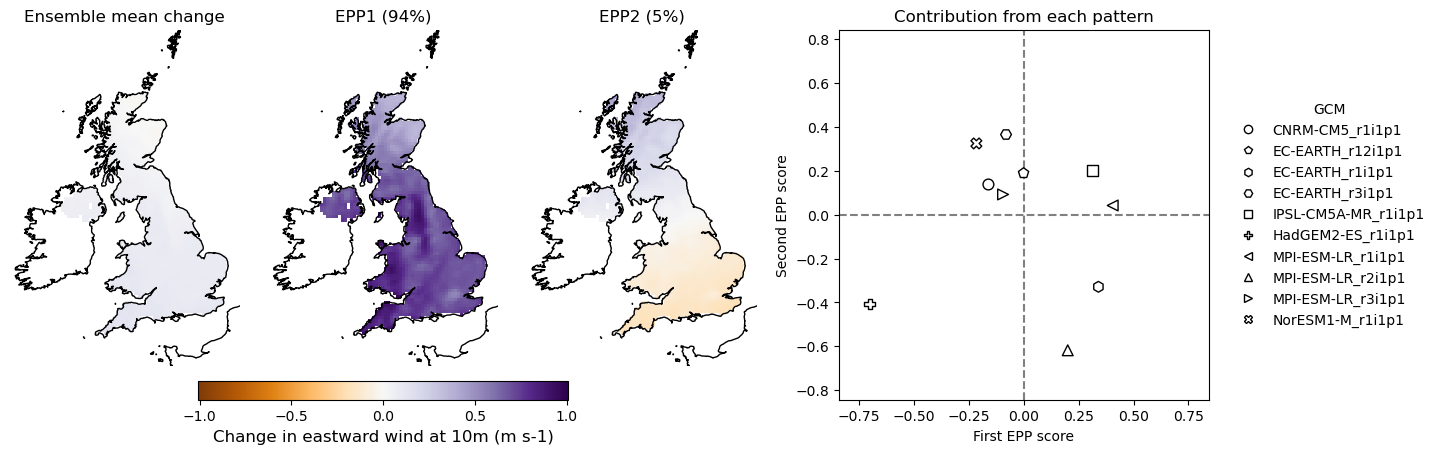 Ensemble mean change
EPP1 (94%)
EPP2 (5%)
−1.0 −0.5 0.0 0.5 1.0
Change in eastward wind at 10m (m s-1)
Contribution from each pattern
Second EPP score
0.8
0.6
0.4
0.2
0.0
−0.2
−0.4
−0.6
−0.8
−0.75 −0.50 −0.25 0.00 0.25 0.50 0.75
First EPP score
GCM
CNRM-CM5_r1i1p1
EC-EARTH_r12i1p1
EC-EARTH_r1i1p1
EC-EARTH_r3i1p1
IPSL-CM5A-MR_r1i1p1
HadGEM2-ES_r1i1p1
MPI-ESM-LR_r1i1p1
MPI-ESM-LR_r2i1p1
MPI-ESM-LR_r3i1p1
NorESM1-M_r1i1p1